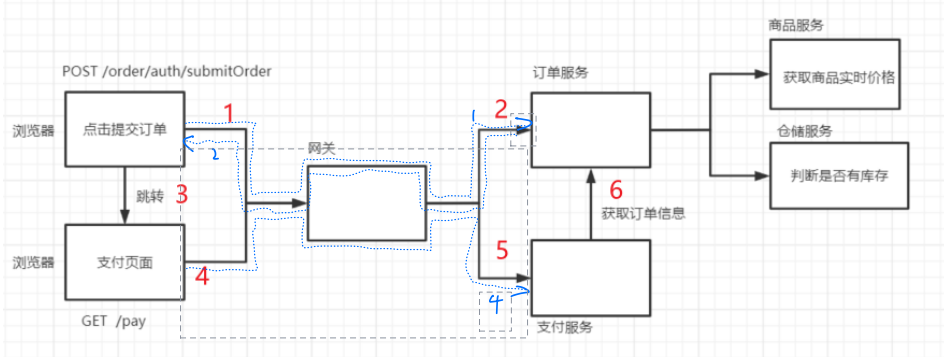 商品服务
POST /order/auth/submitOrder
订单服务
获取商品实时价格
1
2
1
浏览器
点击提交订单
仓储服务
网关
2
判断是否有库存
跳转
3
6
获取订单信息
5
浏览器
支付页面
4
4
GET /pay
支付服务